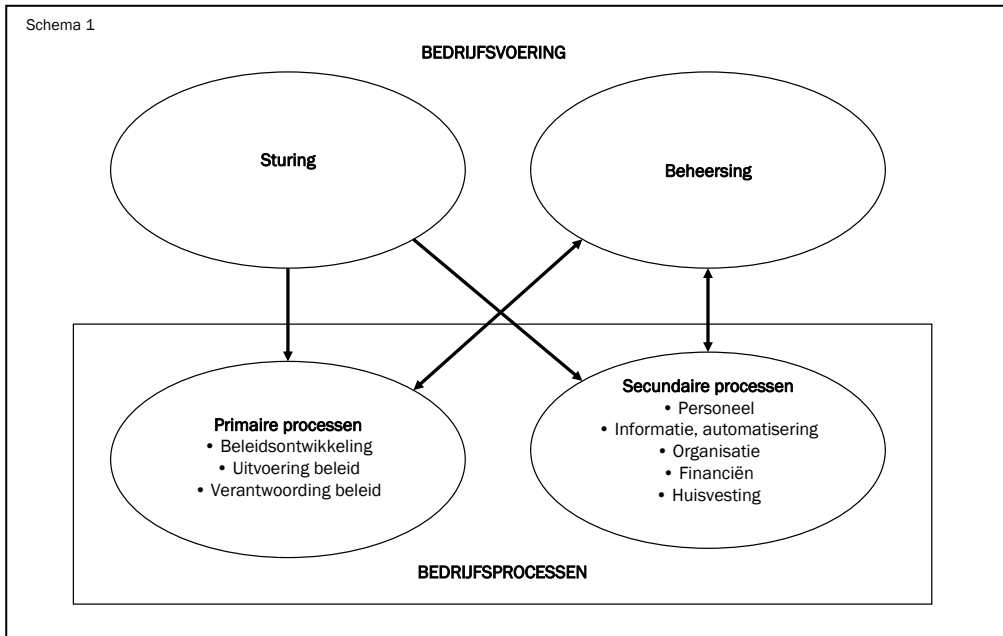 Schema 1
BEDRIJFSVOERING
Sturing
Beheersing
Primaire processen
• Beleidsontwikkeling
• Uitvoering beleid
• Verantwoording beleid
Secundaire processen
• Personeel
• Informatie, automatisering
• Organisatie
• Financiën
• Huisvesting
BEDRIJFSPROCESSEN